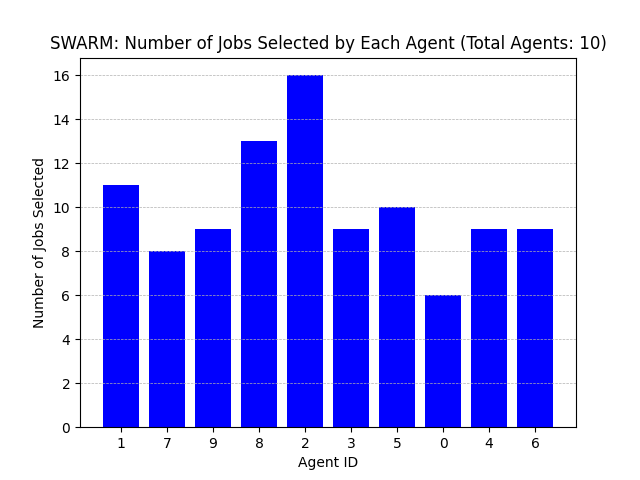 SWARM: Number of Jobs Selected by Each Agent (Total Agents: 10)
16
14
12
10
8
6
4
2
0
Number of Jobs Selected
1 7 9 8 2 3 5 0 4 6
Agent ID